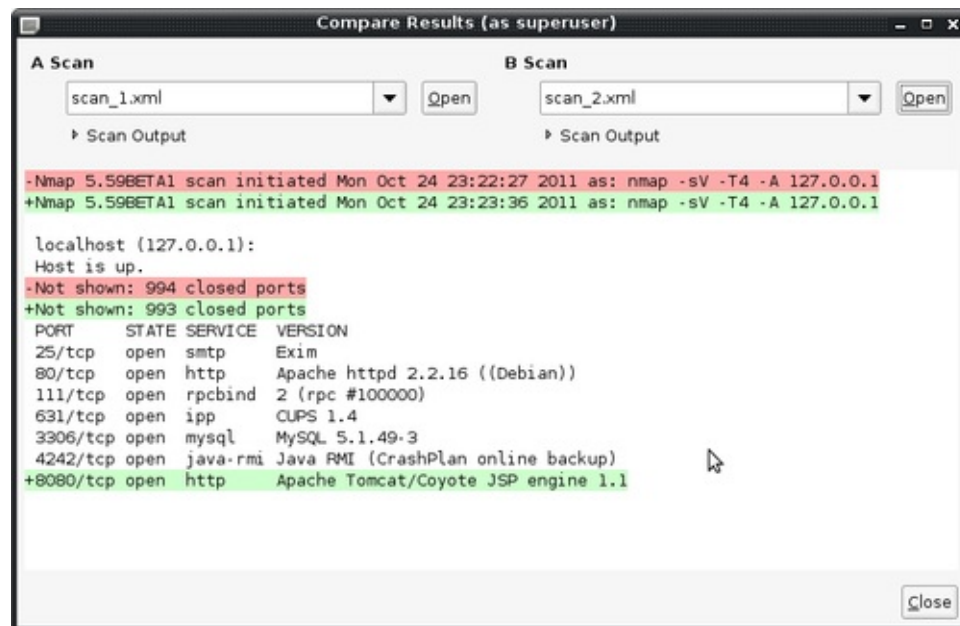 Compare Results (as superuser)
A Scan
B Scan
scan_1.xml
Open
scan_2.xml
Open
Scan Output
Scan Output
-Nmap 5.59BETA1 scan initiated Mon Oct 24 23:22:27 2011 as: nmap -sV -T4 -A 127.0.0.1
+Nmap 5.59BETA1 scan initiated Mon Oct 24 23:23:36 2011 as: nmap -sV -T4 -A 127.0.0.1
localhost (127.0.0.1):
Host is up.
-Not shown: 994 closed ports
+Not shown: 993 closed ports
PORT STATE SERVICE VERSION
25/tcp open smtp Exim
80/tcp open http Apache httpd 2.2.16 ((Debian))
111/tcp open rpcbind 2 (rpc #100000)
631/tcp open ipp CUPS 1.4
3306/tcp open mysql MySQL 5.1.49-3
4242/tcp open java-rmi Java RMI (CrashPlan online backup)
+8080/tcp open http Apache Tomcat/Coyote JSP engine 1.1
Close